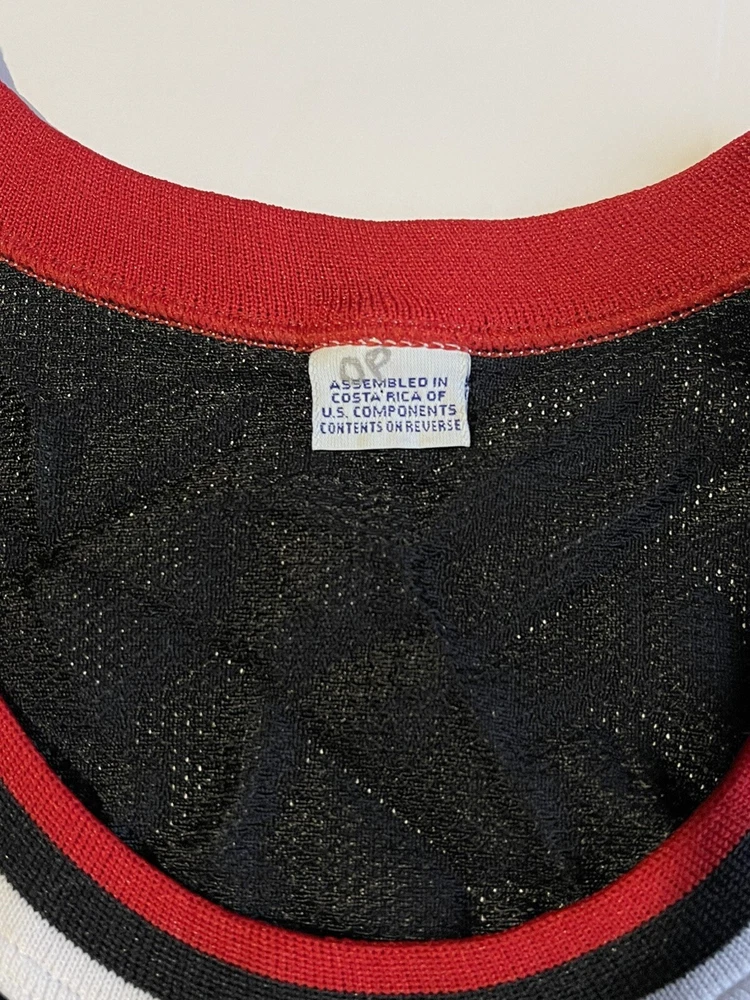 OP
ASSEMBLED IN
COSTA RICA OF
U.S. COMPONENTS
CONTENTS ON REVERSE